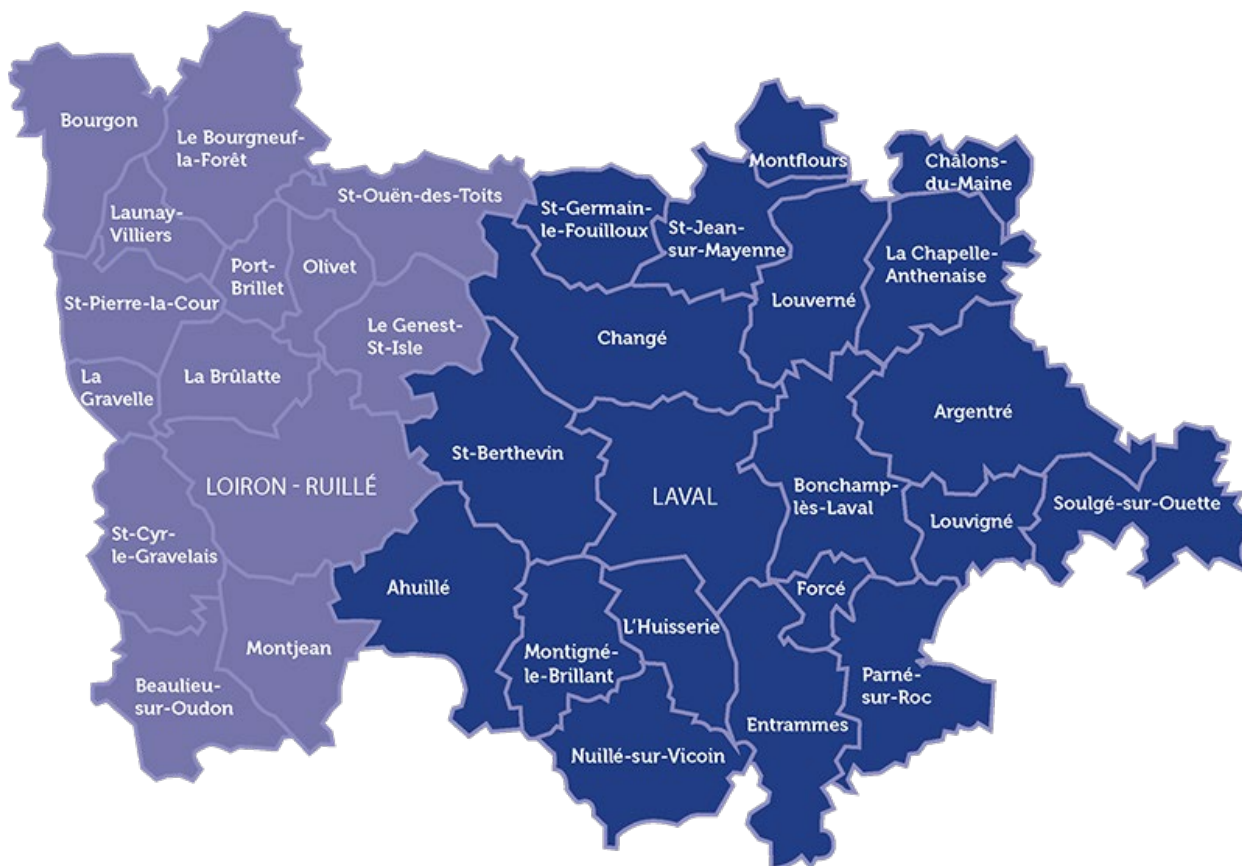 Bourgon
Le Bourgneuf-
la-Forêt
Montflours
Châlons-
du-Maine
St-Ouën-des-Toits
St-Germain-
le-Fouilloux
St-Jean-
sur-Mayenne
Launay-
Villiers
Port-
Brillet
Olivet
La Chapelle-
Anthenaise
St-Pierre-la-Cour
Louverné
Le Genest-
St-Isle
Changé
La
Gravelle
La Brûlatte
Argentré
St-Berthevin
LOIRON - RUILLÉ
LAVAL
Bonchamp-
lès-Laval
Louvigné
Soulgé-sur-Ouette
St-Cyr-
le-Gravelais
Ahuillé
Forcé
L'Huisserie
Montjean
Montigné-
le-Brillant
Parné-
sur-Roc
Beaulieu-
sur-Oudon
Entrammes
Nuillé-sur-Vicoin